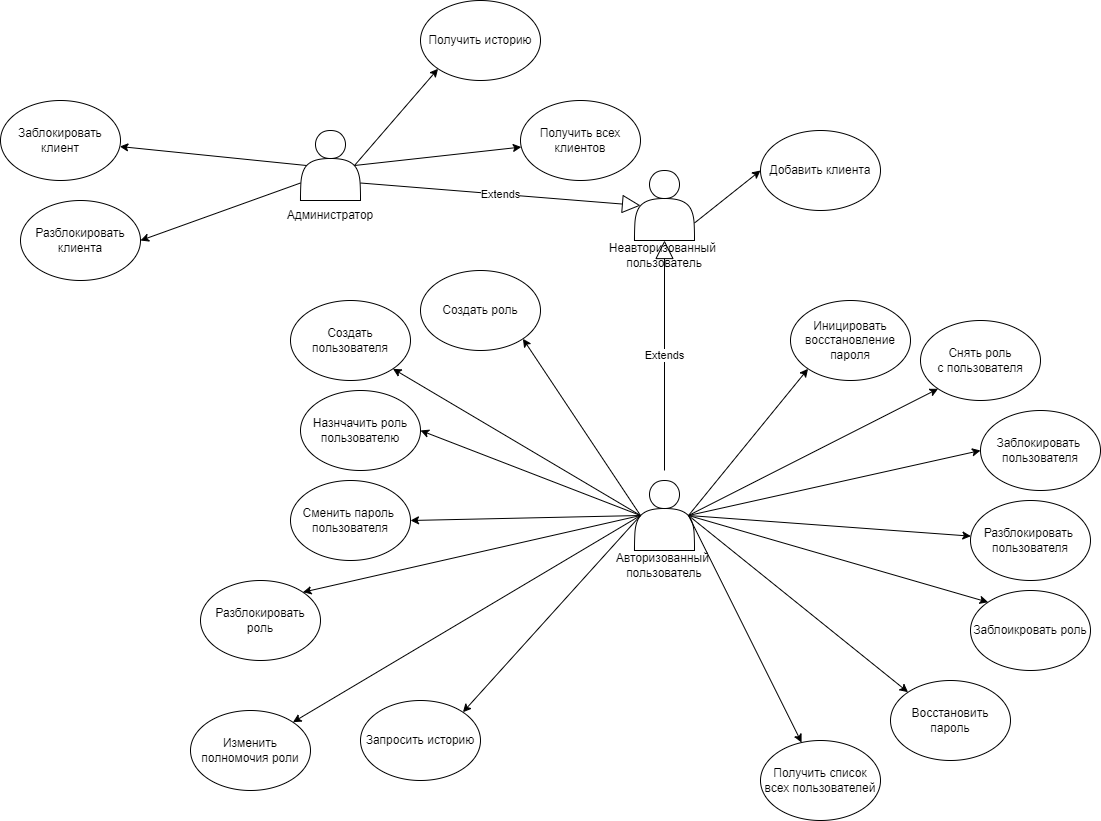 Получить историю
Заблокировать
клиент
Получить всех
клиентов
Добавить клиента
Extends
Администратор
Разблокировать
клиента
Неавторизованный
пользователь
Создать роль
Создать
пользователя
Иницировать
восстановление
пароля
Снять роль
с пользователя
Extends
Назнчачить роль
пользователю
Заблокировать
пользователя
Сменить пароль
пользователя
Разблокировать
пользователя
Авторизованный
пользователь
Разблокировать
роль
Заблоикровать роль
Восстановить
пароль
Изменить
полномочия роли
Запросить историю
Получить список
всех пользователей